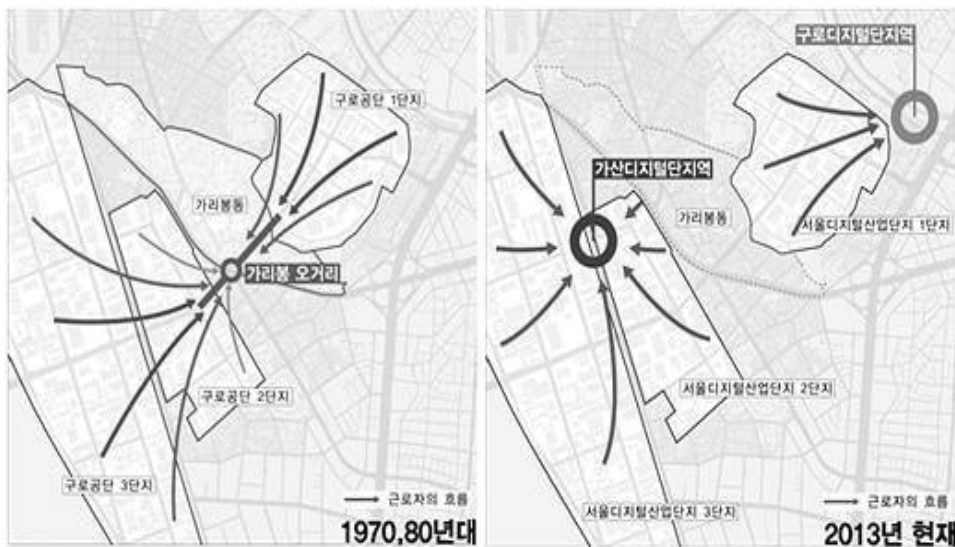 구로공단 1단지
가리봉동
가리봉 오거리
구로공단 2단지
구로공단 3단지
근로자의 흐름
1970,80년대
구로디지털단지역
가산디지털단지역
가리봉동
서울디지털산업단지 1단지
서울디지털산업단지 2단지
서울디지털산업단지 3단지
근로자의 흐름
2013년 현재